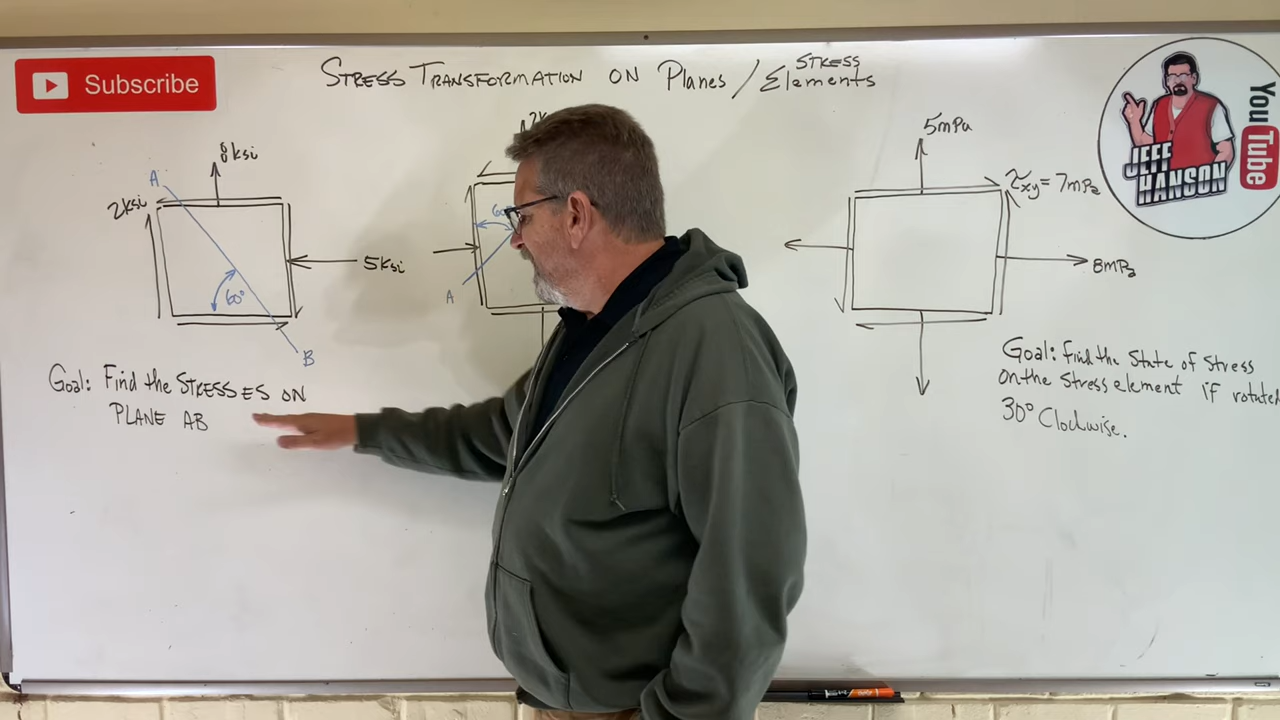 Subscribe
STRESS TRANSFORMATION ON Planes / STRESS Elements
JEFF HANSON
YouTube
8ksi
A
2ksi
5ksi
60°
B
Goal: Find the STRESSES ON
PLANE AB
A
5mPa
τxy = 7mPa
8mPa
Goal: find the State of Stress
on the stress element if rotated
30° Clockwise.